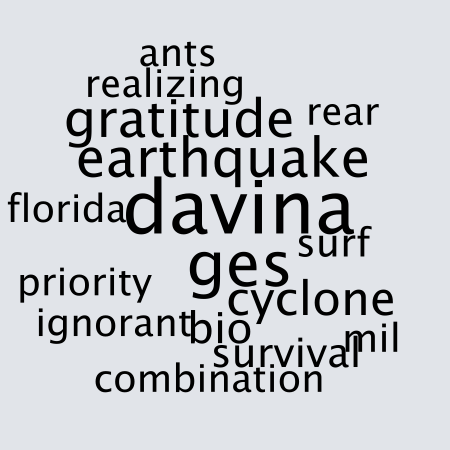 ants
realizing
gratitude rear
earthquake
florida davina
surf
ges
priority cyclone
ignorant bio mil
survival
combination